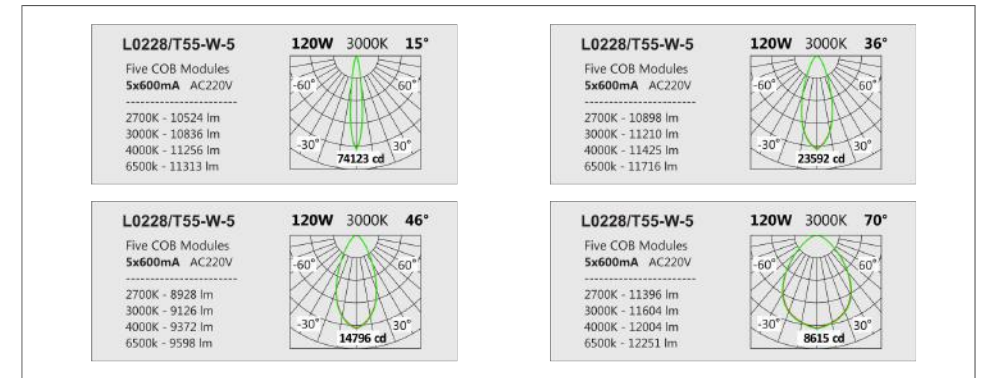 L0228/T55-W-5 120W 3000K 15°
Five COB Modules
5x600mA AC220V
------------------------
2700K - 10524 lm
3000K - 10836 lm
4000K - 11256 lm
6500k - 11313 lm
-60° 60°
-30° 30°
74123 cd
L0228/T55-W-5 120W 3000K 36°
Five COB Modules
5x600mA AC220V
------------------------
2700K - 10898 lm
3000K - 11210 lm
4000K - 11425 lm
6500k - 11716 lm
-60° 60°
-30° 30°
23592 cd
L0228/T55-W-5 120W 3000K 46°
Five COB Modules
5x600mA AC220V
------------------------
2700K - 8928 lm
3000K - 9126 lm
4000K - 9372 lm
6500k - 9598 lm
-60° 60°
-30° 30°
14796 cd
L0228/T55-W-5 120W 3000K 70°
Five COB Modules
5x600mA AC220V
------------------------
2700K - 11396 lm
3000K - 11604 lm
4000K - 12004 lm
6500k - 12251 lm
-60° 60°
-30° 30°
8615 cd